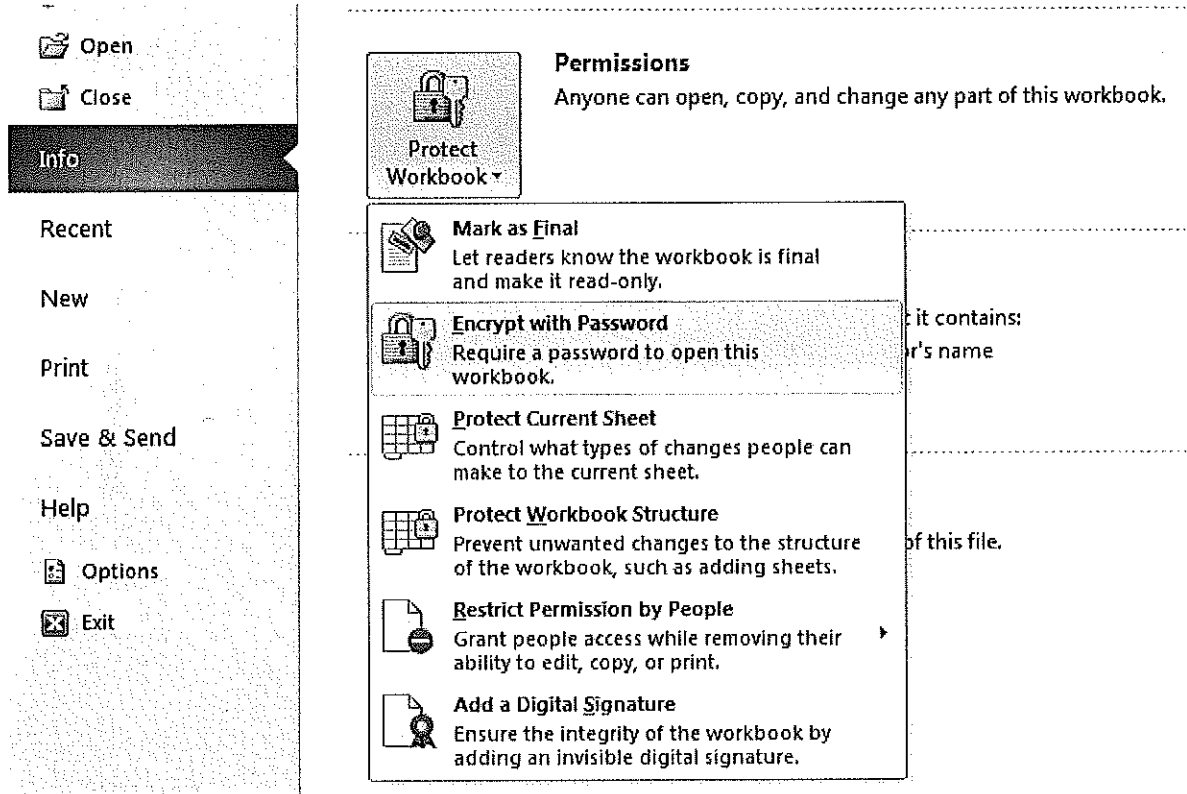 Open
Close
Info
Recent
New
Print
Save & Send
Help
Options
Exit
Permissions
Anyone can open, copy, and change any part of this workbook.
Protect
Workbook
Mark as Final
Let readers know the workbook is final
and make it read-only.
Encrypt with Password
Require a password to open this
workbook.
Protect Current Sheet
Control what types of changes people can
make to the current sheet.
Protect Workbook Structure
Prevent unwanted changes to the structure
of the workbook, such as adding sheets.
Restrict Permission by People
Grant people access while removing their
ability to edit, copy, or print.
Add a Digital Signature
Ensure the integrity of the workbook by
adding an invisible digital signature.
it contains:
r's name
of this file.